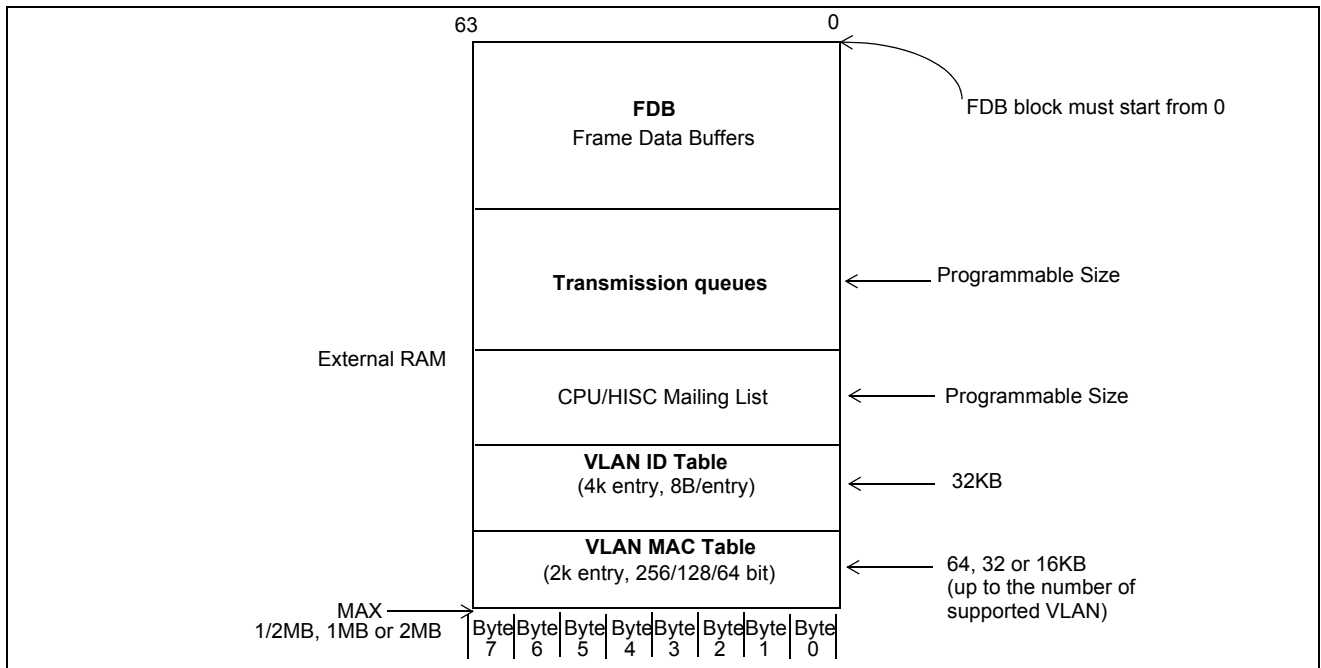 63
0
FDB
Frame Data Buffers
FDB block must start from 0
Transmission queues
Programmable Size
External RAM
CPU/HISC Mailing List
Programmable Size
VLAN ID Table
(4k entry, 8B/entry)
32KB
VLAN MAC Table
(2k entry, 256/128/64 bit)
64, 32 or 16KB
(up to the number of
supported VLAN)
MAX
1/2MB, 1MB or 2MB
Byte Byte Byte Byte Byte Byte Byte Byte
7 6 5 4 3 2 1 0